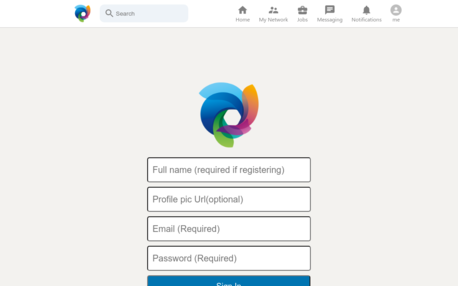 Search
Home My Network Jobs Messaging Notifications me
Full name (required if registering)
Profile pic Url(optional)
Email (Required)
Password (Required)
Sign In